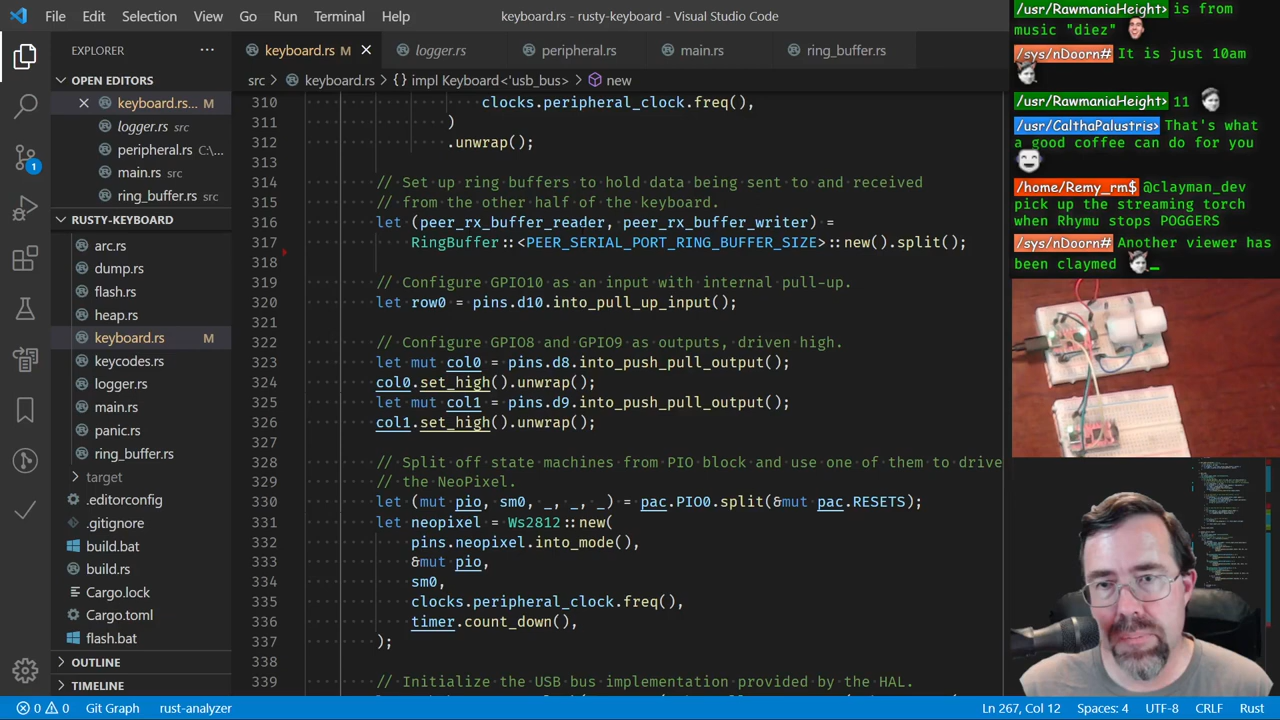 File Edit Selection View Go Run Terminal Help
keyboard.rs - rusty-keyboard - Visual Studio Code
EXPLORER
OPEN EDITORS
keyboard.rs... M
logger.rs src
peripheral.rs C:\...
main.rs src
ring_buffer.rs src
RUSTY-KEYBOARD
arc.rs
dump.rs
flash.rs
heap.rs
keyboard.rs M
keycodes.rs
logger.rs
main.rs
panic.rs
ring_buffer.rs
target
.editorconfig
.gitignore
build.bat
build.rs
Cargo.lock
Cargo.toml
flash.bat
OUTLINE
TIMELINE
1
keyboard.rs M
logger.rs
peripheral.rs
main.rs
ring_buffer.rs
src > keyboard.rs > {} impl Keyboard<'usb_bus> > new
310 clocks.peripheral_clock.freq(),
311 )
312 .unwrap();
313
314 // Set up ring buffers to hold data being sent to and received
315 // from the other half of the keyboard.
316 let (peer_rx_buffer_reader, peer_rx_buffer_writer) =
317 RingBuffer::<PEER_SERIAL_PORT_RING_BUFFER_SIZE>::new().split();
318
319 // Configure GPIO10 as an input with internal pull-up.
320 let row0 = pins.d10.into_pull_up_input();
321
322 // Configure GPIO8 and GPIO9 as outputs, driven high.
323 let mut col0 = pins.d8.into_push_pull_output();
324 col0.set_high().unwrap();
325 let mut col1 = pins.d9.into_push_pull_output();
326 col1.set_high().unwrap();
327
328 // Split off state machines from PIO block and use one of them to drive
329 // the NeoPixel.
330 let (mut pio, sm0, _, _, _) = pac.PIO0.split(&mut pac.RESETS);
331 let neopixel = Ws2812::new(
332 pins.neopixel.into_mode(),
333 &mut pio,
334 sm0,
335 clocks.peripheral_clock.freq(),
336 timer.count_down(),
337 );
338
339 // Initialize the USB bus implementation provided by the HAL.
/usr/RawmaniaHeight> is from
music "diez"
/sys/nDoorn# It is just 10am
/usr/RawmaniaHeight> 11
/usr/CalthaPalustris> That's what
a good coffee can do for you
/home/Remy_rm$ @clayman_dev
pick up the streaming torch
when Rhymu stops POGGERS
/sys/nDoorn# Another viewer has
been claymed _
0 0 Git Graph rust-analyzer
Ln 267, Col 12 Spaces: 4 UTF-8 CRLF Rust